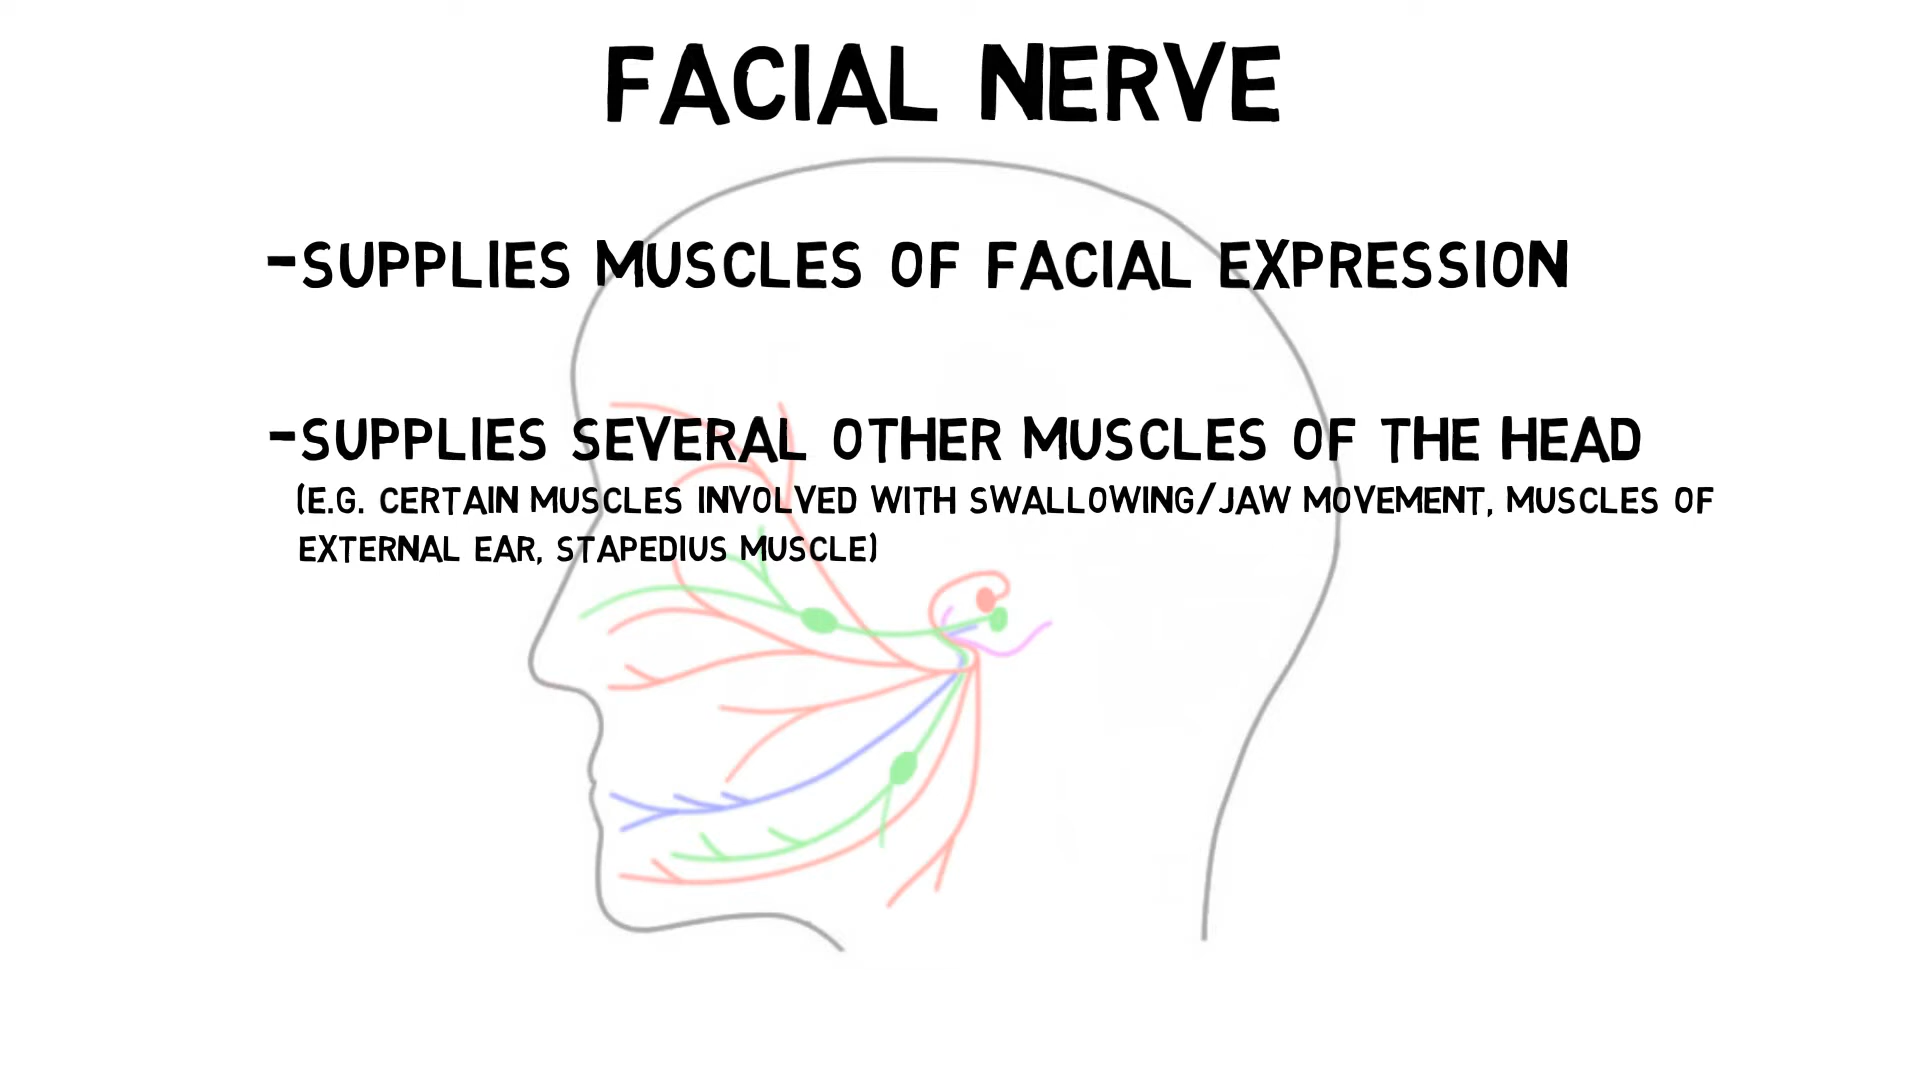 FACIAL NERVE
-SUPPLIES MUSCLES OF FACIAL EXPRESSION
-SUPPLIES SEVERAL OTHER MUSCLES OF THE HEAD
(E.G. CERTAIN MUSCLES INVOLVED WITH SWALLOWING/JAW MOVEMENT, MUSCLES OF
EXTERNAL EAR, STAPEDIUS MUSCLE)